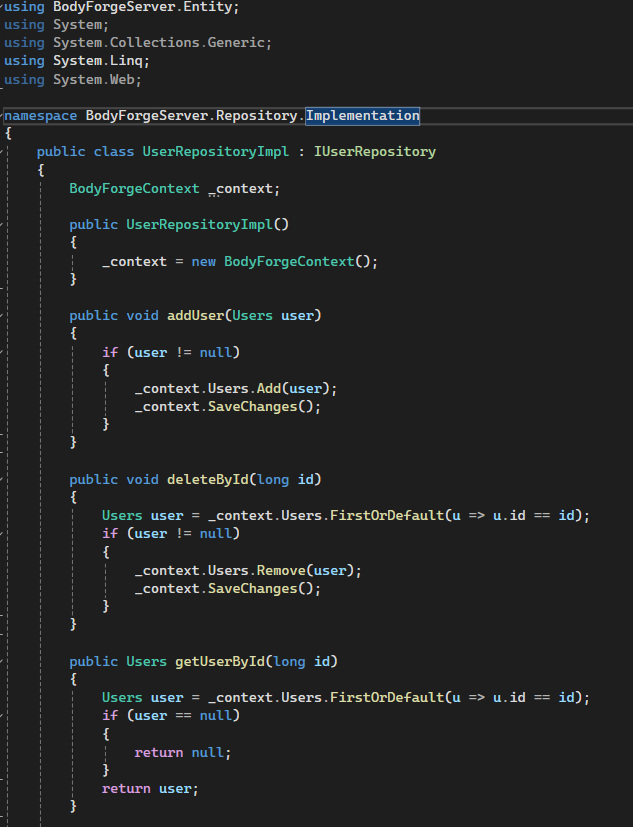 using BodyForgeServer.Entity;
using System;
using System.Collections.Generic;
using System.Linq;
using System.Web;
namespace BodyForgeServer.Repository.Implementation
{
public class UserRepositoryImpl : IUserRepository
{
BodyForgeContext _context;
public UserRepositoryImpl()
{
_context = new BodyForgeContext();
}
public void addUser(Users user)
{
if (user != null)
{
_context.Users.Add(user);
_context.SaveChanges();
}
}
public void deleteById(long id)
{
Users user = _context.Users.FirstOrDefault(u => u.id == id);
if (user != null)
{
_context.Users.Remove(user);
_context.SaveChanges();
}
}
public Users getUserById(long id)
{
Users user = _context.Users.FirstOrDefault(u => u.id == id);
if (user == null)
{
return null;
}
return user;
}